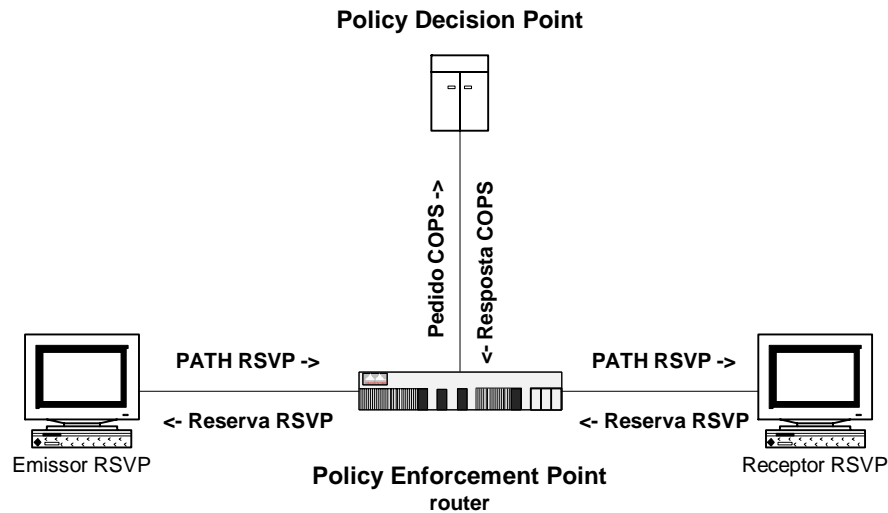 Policy Decision Point
Pedido COPS ->
<- Resposta COPS
PATH RSVP ->
PATH RSVP ->
<- Reserva RSVP
<- Reserva RSVP
Emissor RSVP
Policy Enforcement Point
router
Receptor RSVP